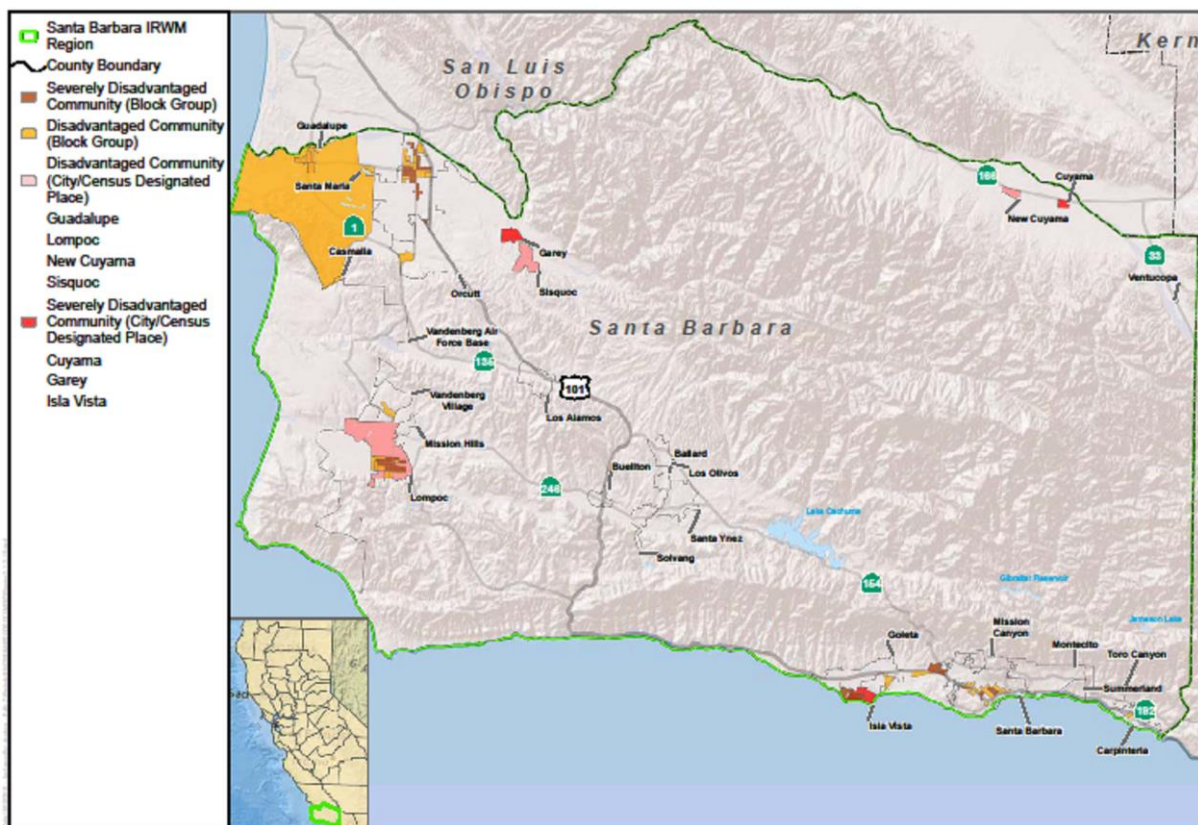 Santa Barbara IRWM
Region
County Boundary
Severely Disadvantaged
Community (Block Group)
Disadvantaged Community
(Block Group)
Disadvantaged Community
(City/Census Designated
Place)
Guadalupe
Lompoc
New Cuyama
Sisquoc
Severely Disadvantaged
Community (City/Census
Designated Place)
Cuyama
Garey
Isla Vista
Kern
San Luis
Obispo
Guadalupe
Santa Maria
166
Cuyama
New Cuyama
1
Casmalia
Garey
33
Ventucopa
Sisquoc
Orcutt
Santa Barbara
Vandenberg Air
Force Base
135
101
Vandenberg
Village
Los Alamos
Mission Hills
Ballard
Buellton
Los Olivos
Lompoc
246
Lake Cachuma
Santa Ynez
Solvang
154
Gibraltar Reservoir
Jameson Lake
Mission
Canyon
Goleta
Montecito
Toro Canyon
Summerland
192
Isla Vista
Santa Barbara
Carpinteria